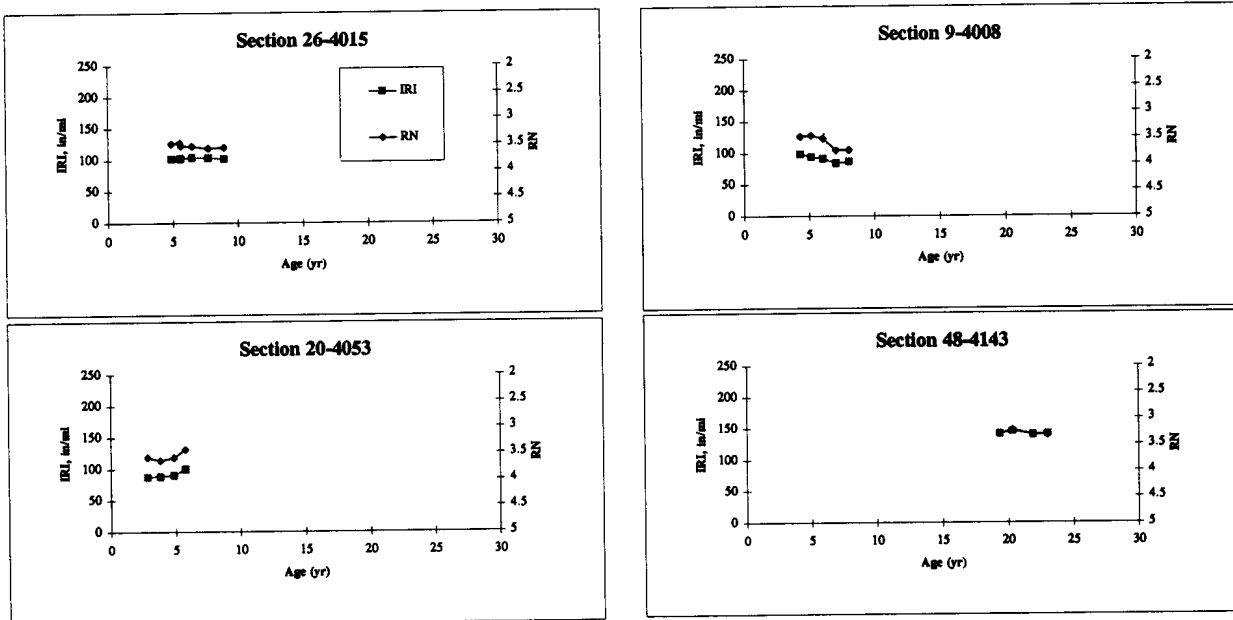 Section 26-4015
IRI, in/mi
250
200
150
100
50
0
0 5 10 15 20 25 30
Age (yr)
2
2.5
3
3.5
4
4.5
5
RN
IRI
RN
Section 9-4008
IRI, in/mi
250
200
150
100
50
0
0 5 10 15 20 25 30
Age (yr)
2
2.5
3
3.5
4
4.5
5
RN
Section 20-4053
IRI, in/mi
250
200
150
100
50
0
0 5 10 15 20 25 30
Age (yr)
2
2.5
3
3.5
4
4.5
5
RN
Section 48-4143
IRI, in/mi
250
200
150
100
50
0
0 5 10 15 20 25 30
Age (yr)
2
2.5
3
3.5
4
4.5
5
RN